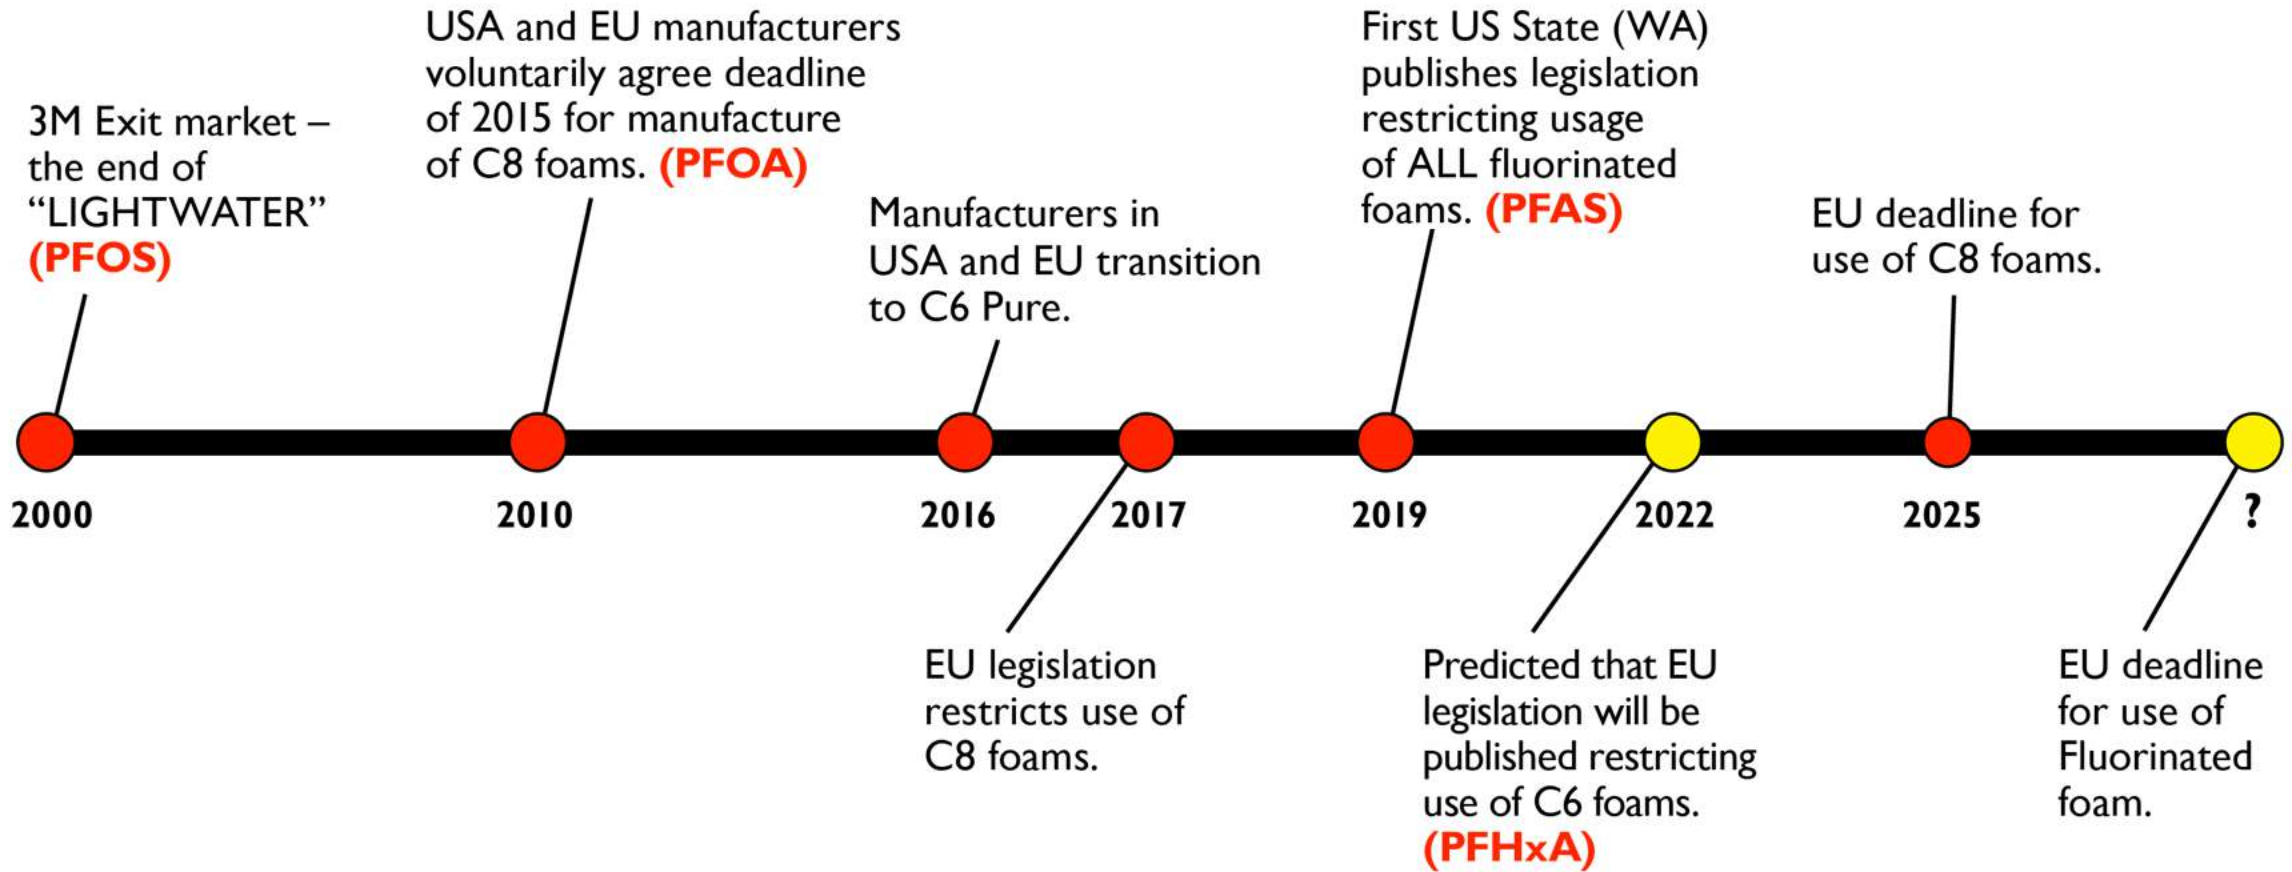 3M Exit market –
the end of
“LIGHTWATER”
(PFOS)
USA and EU manufacturers
voluntarily agree deadline
of 2015 for manufacture
of C8 foams. (PFOA)
Manufacturers in
USA and EU transition
to C6 Pure.
First US State (WA)
publishes legislation
restricting usage
of ALL fluorinated
foams. (PFAS)
EU deadline for
use of C8 foams.
2000
2010
2016
2017
2019
2022
2025
?
EU legislation
restricts use of
C8 foams.
Predicted that EU
legislation will be
published restricting
use of C6 foams.
(PFHxA)
EU deadline
for use of
Fluorinated
foam.